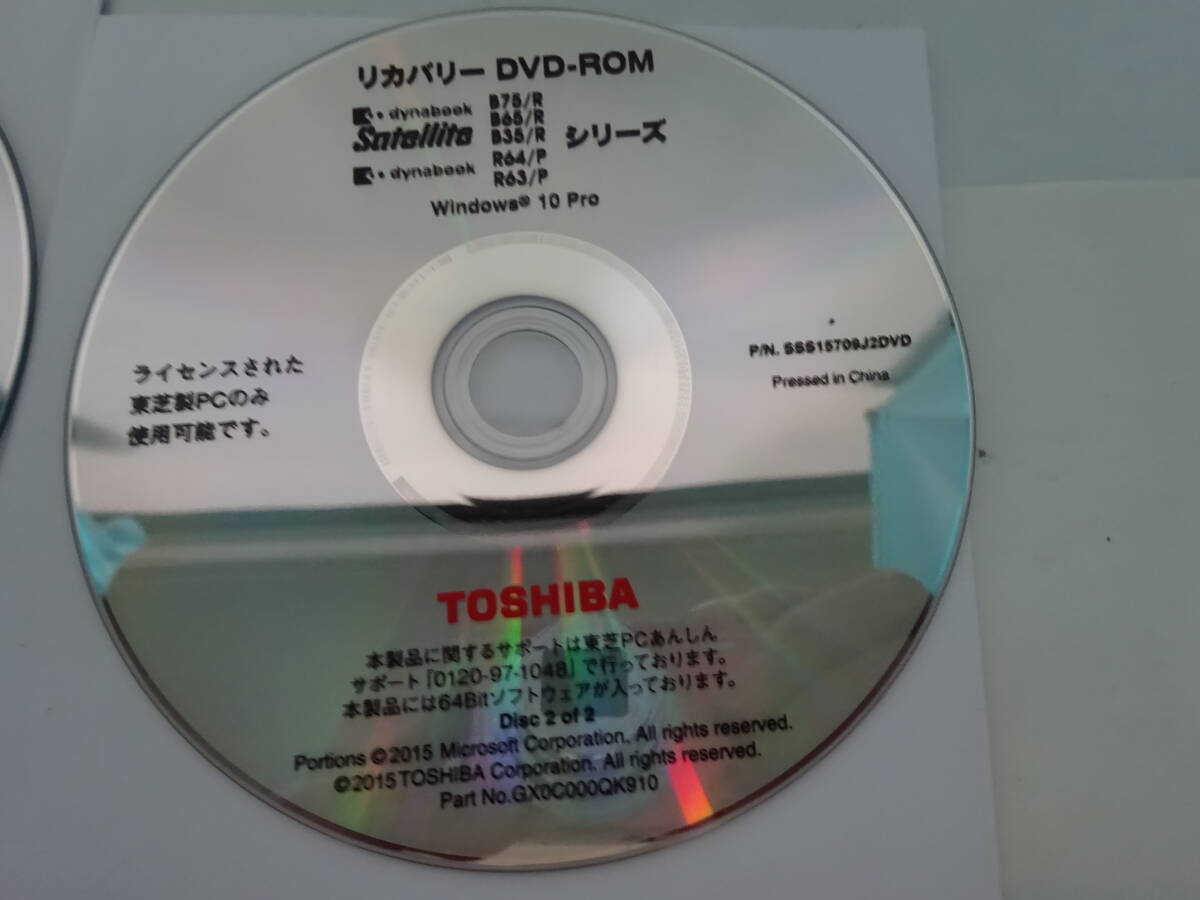 リカバリー DVD-ROM
dynabook B75/R
Satellite B65/R
B35/R シリーズ
dynabook R64/P
R63/P
Windows® 10 Pro
P/N. SSS15709J2DVD
Pressed in China
ライセンスされた
東芝製PCのみ
使用可能です。
TOSHIBA
本製品に関するサポートは東芝PCあんしん
サポート「0120-97-1048」で行っております。
本製品には64Bitソフトウェアが入っております。
Disc 2 of 2
Portions ©2015 Microsoft Corporation. All rights reserved.
©2015 TOSHIBA Corporation. All rights reserved.
Part No.GX0C000QK910